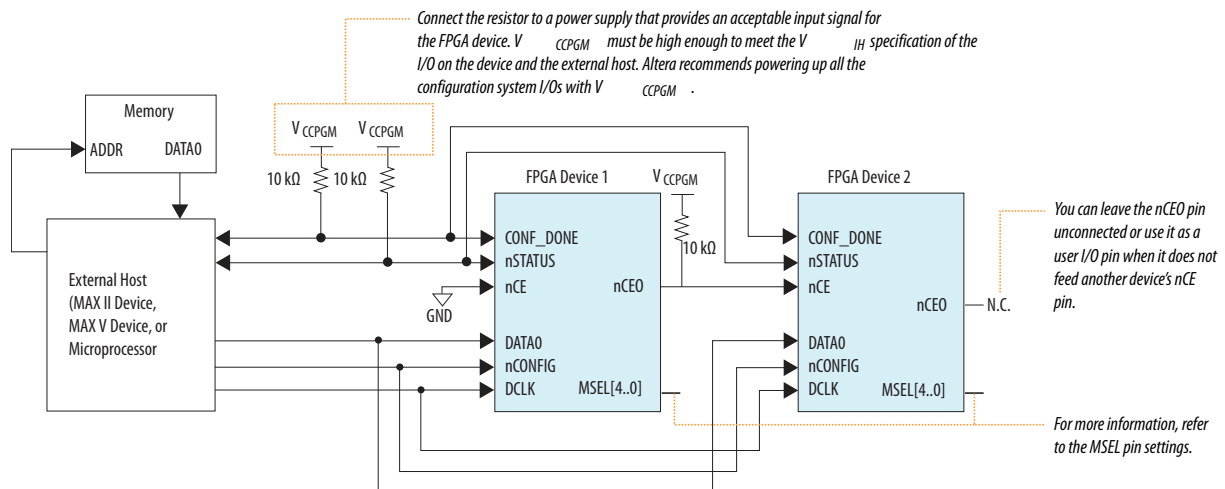 Connect the resistor to a power supply that provides an acceptable input signal for
the FPGA device. V CCPGM must be high enough to meet the V IH specification of the
I/O on the device and the external host. Altera recommends powering up all the
configuration system I/Os with V CCPGM .
Memory
ADDR DATA0
V CCPGM V CCPGM
10 kΩ 10 kΩ
External Host
(MAX II Device,
MAX V Device, or
Microprocessor
GND
FPGA Device 1
CONF_DONE
nSTATUS
nCE
nCEO
DATA0
nCONFIG
DCLK MSEL[4..0]
V CCPGM
10 kΩ
FPGA Device 2
CONF_DONE
nSTATUS
nCE
nCEO
N.C.
DATA0
nCONFIG
DCLK MSEL[4..0]
You can leave the nCEO pin
unconnected or use it as a
user I/O pin when it does not
feed another device's nCE
pin.
For more information, refer
to the MSEL pin settings.